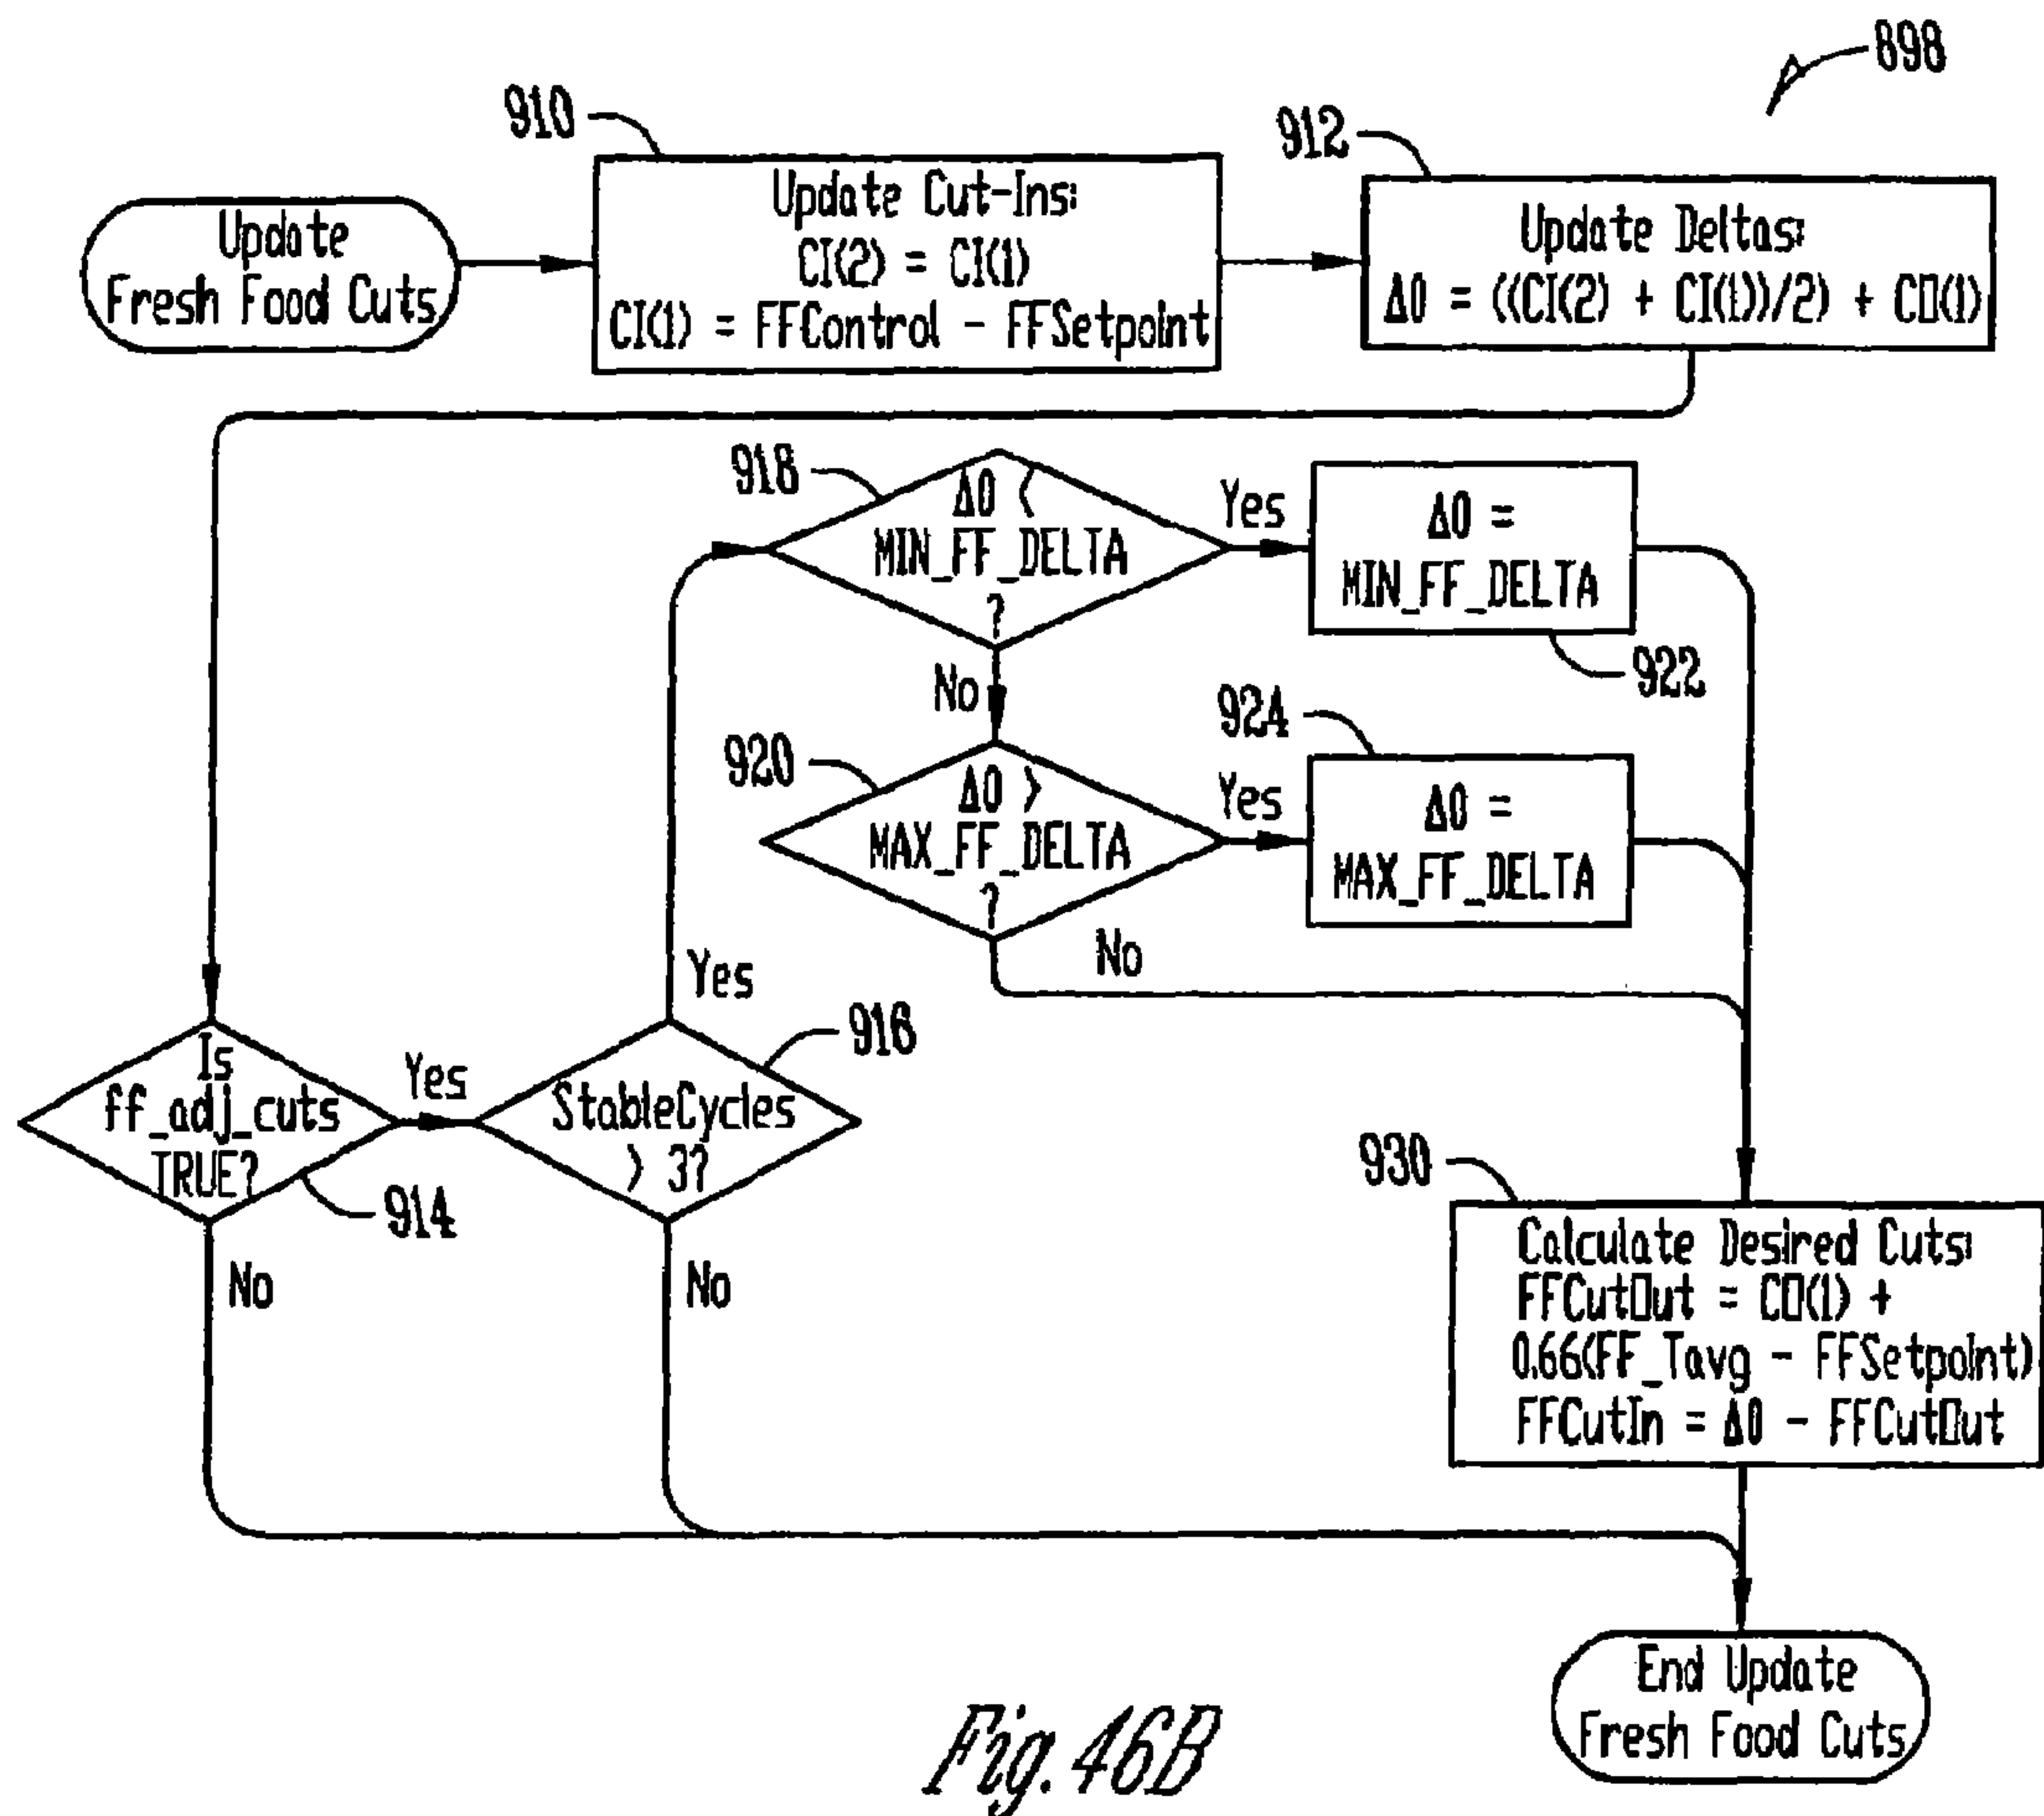 898
910
912
Update
Fresh Food Cuts
Update Cut-Ins:
CI(2) = CI(1)
CI(1) = FFControl - FFSetpoint
Update Deltas:
Δ0 = ((CI(2) + CI(1))/2) + CO(1)
918
Δ0 <
MIN_FF_DELTA
?
Yes
Δ0 =
MIN_FF_DELTA
922
No
924
920
Δ0 >
MAX_FF_DELTA
?
Yes
Δ0 =
MAX_FF_DELTA
No
Yes
916
Is
ff_adj_cuts
TRUE?
Yes
StableCycles
> 3?
914
No
No
930
Calculate Desired Cuts:
FFCutOut = CO(1) +
0.66(FF_Tavg - FFSetpoint)
FFCutIn = Δ0 - FFCutOut
End Update
Fresh Food Cuts
Fig. 46B